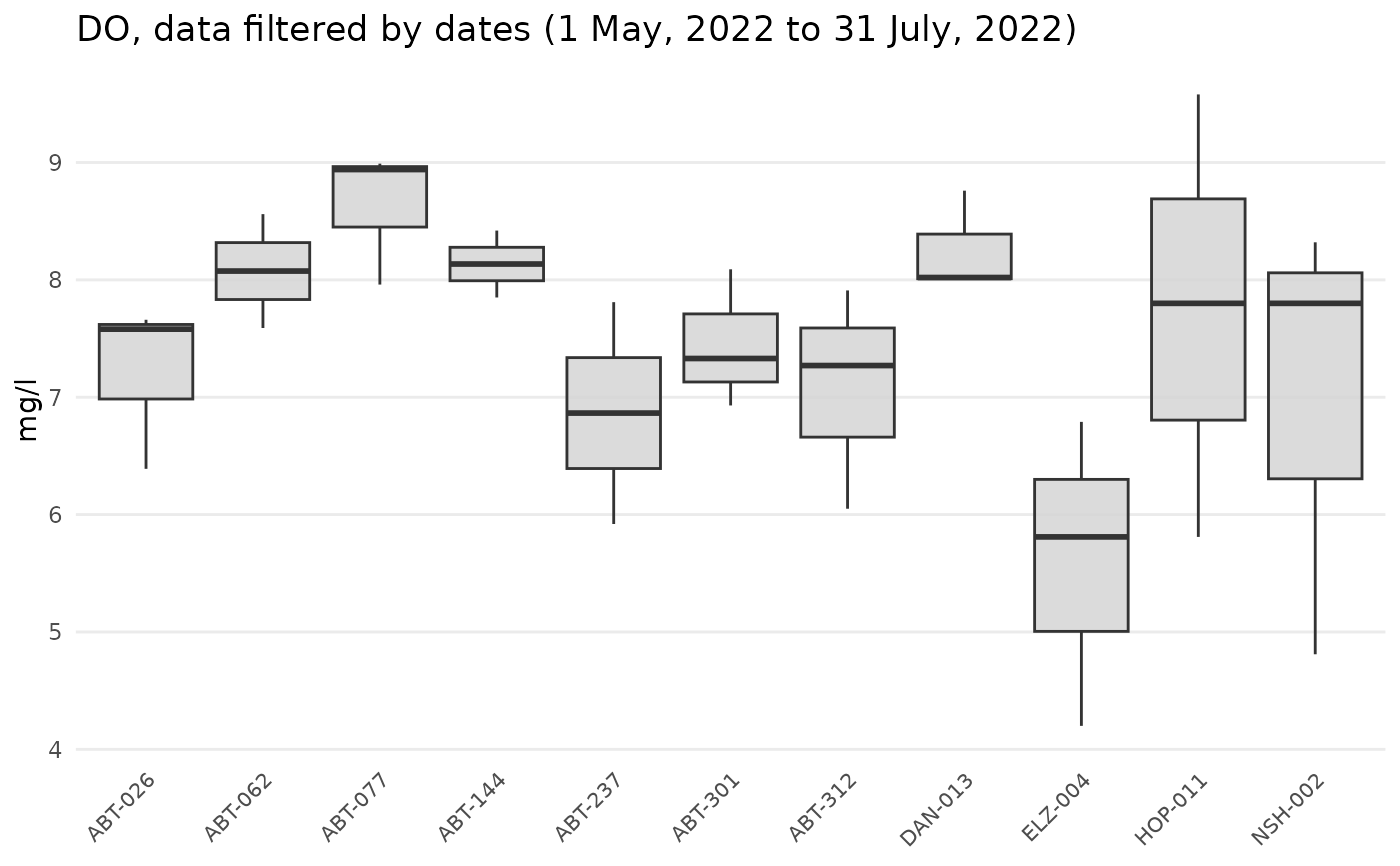 DO, data filtered by dates (1 May, 2022 to 31 July, 2022)
mg/l
9
8
7
6
5
4
ABT-026
ABT-062
ABT-077
ABT-144
ABT-237
ABT-301
ABT-312
DAN-013
ELZ-004
HOP-011
NSH-002